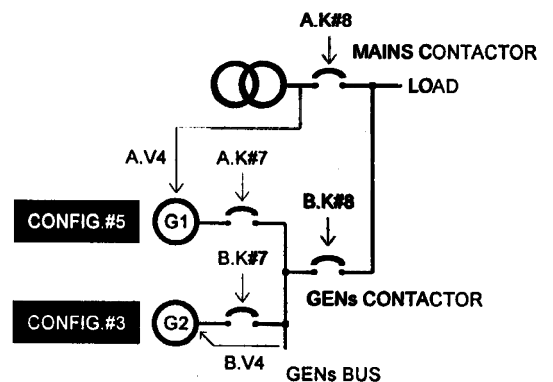 A.K#8
MAINS CONTACTOR
LOAD
A.V4
A.K#7
B.K#8
CONFIG.#5
G1
B.K#7
GENs CONTACTOR
CONFIG.#3
G2
B.V4
GENs BUS